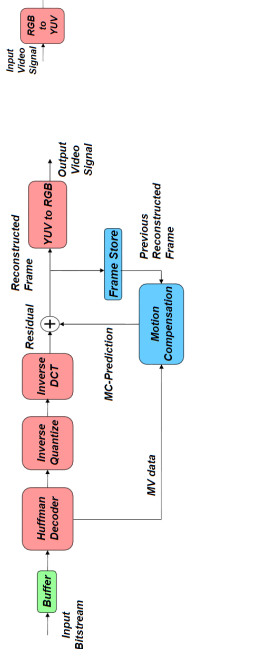 Input
Bitstream
Buffer
Huffman
Decoder
Inverse
Quantize
Inverse
DCT
Residual
+
Reconstructed
Frame
YUV to RGB
Output
Video
Signal
MV data
MC-Prediction
Motion
Compensation
Frame Store
Previous
Reconstructed
Frame
Input
Video
Signal
RGB
to
YUV